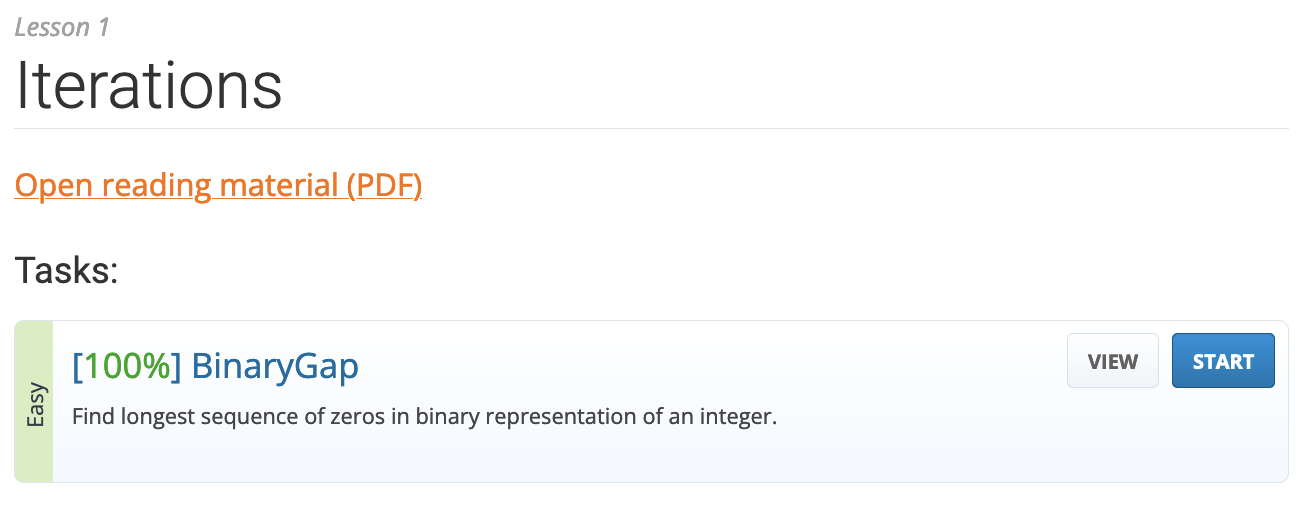 Lesson 1
Iterations
Open reading material (PDF)
Tasks:
Easy
[100%] BinaryGap
VIEW
START
Find longest sequence of zeros in binary representation of an integer.